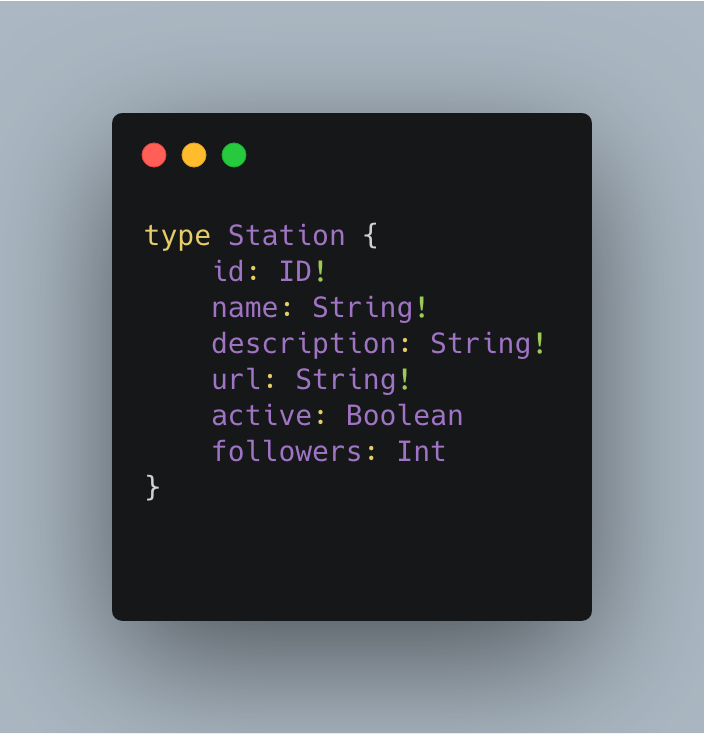 type Station {
    id: ID!
    name: String!
    description: String!
    url: String!
    active: Boolean
    followers: Int
}